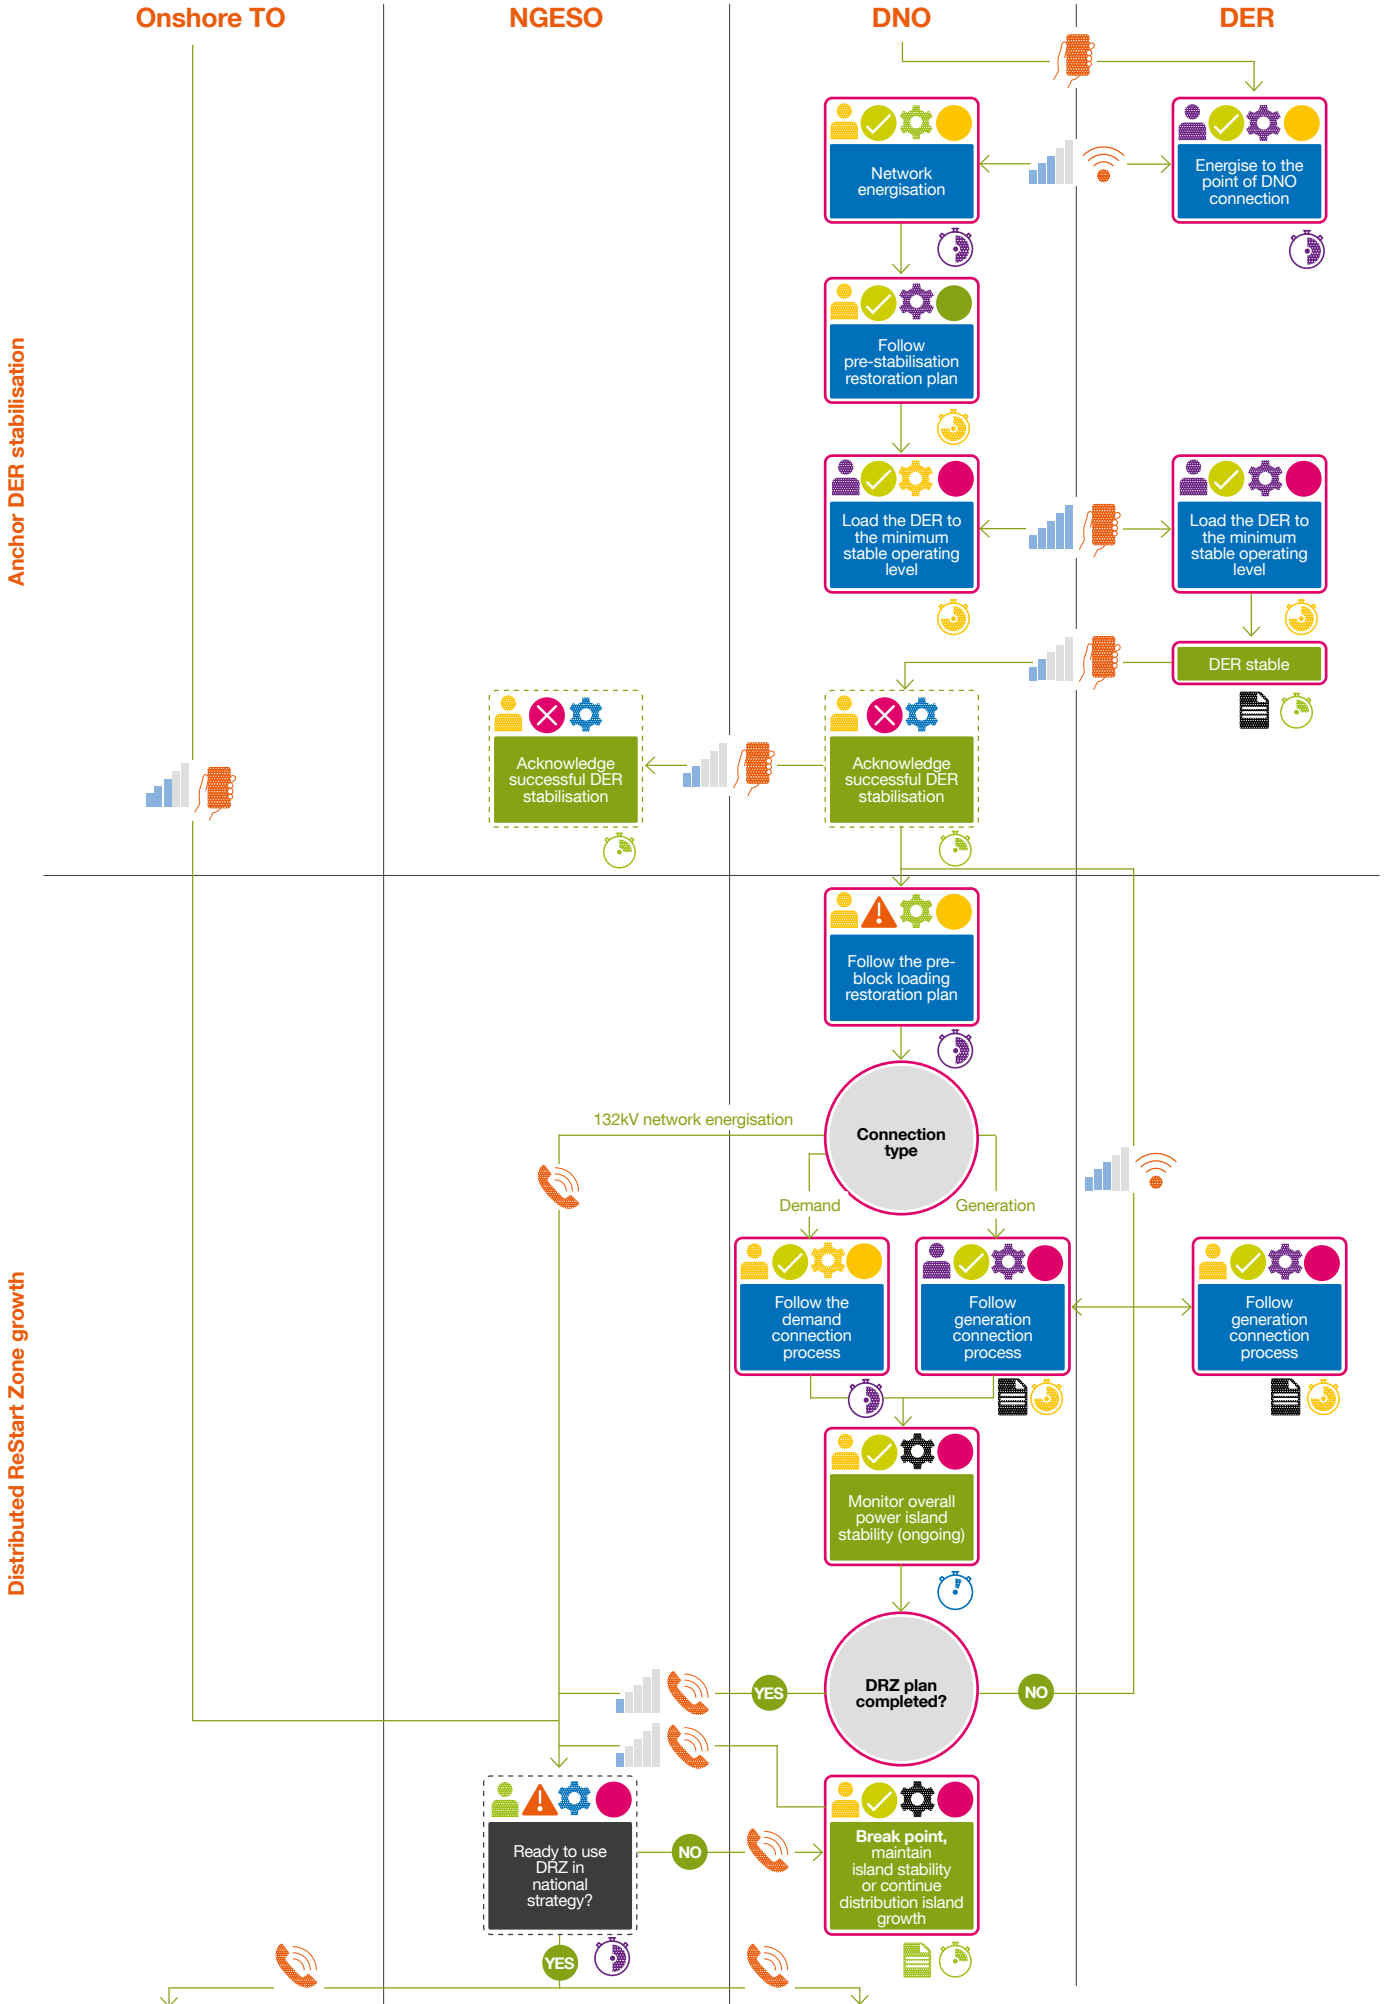 Onshore TO
NGESO
DNO
DER
Anchor DER stabilisation
Network
energisation
Energise to the
point of DNO
connection
Follow
pre-stabilisation
restoration plan
Load the DER to
the minimum
stable operating
level
Load the DER to
the minimum
stable operating
level
DER stable
Acknowledge
successful DER
stabilisation
Acknowledge
successful DER
stabilisation
Distributed ReStart Zone growth
Follow the pre-
block loading
restoration plan
132kV network energisation
Connection
type
Demand
Generation
Follow the
demand
connection
process
Follow
generation
connection
process
Follow
generation
connection
process
Monitor overall
power island
stability (ongoing)
YES
DRZ plan
completed?
NO
Ready to use
DRZ in
national
strategy?
NO
Break point,
maintain
island stability
or continue
distribution island
growth
YES